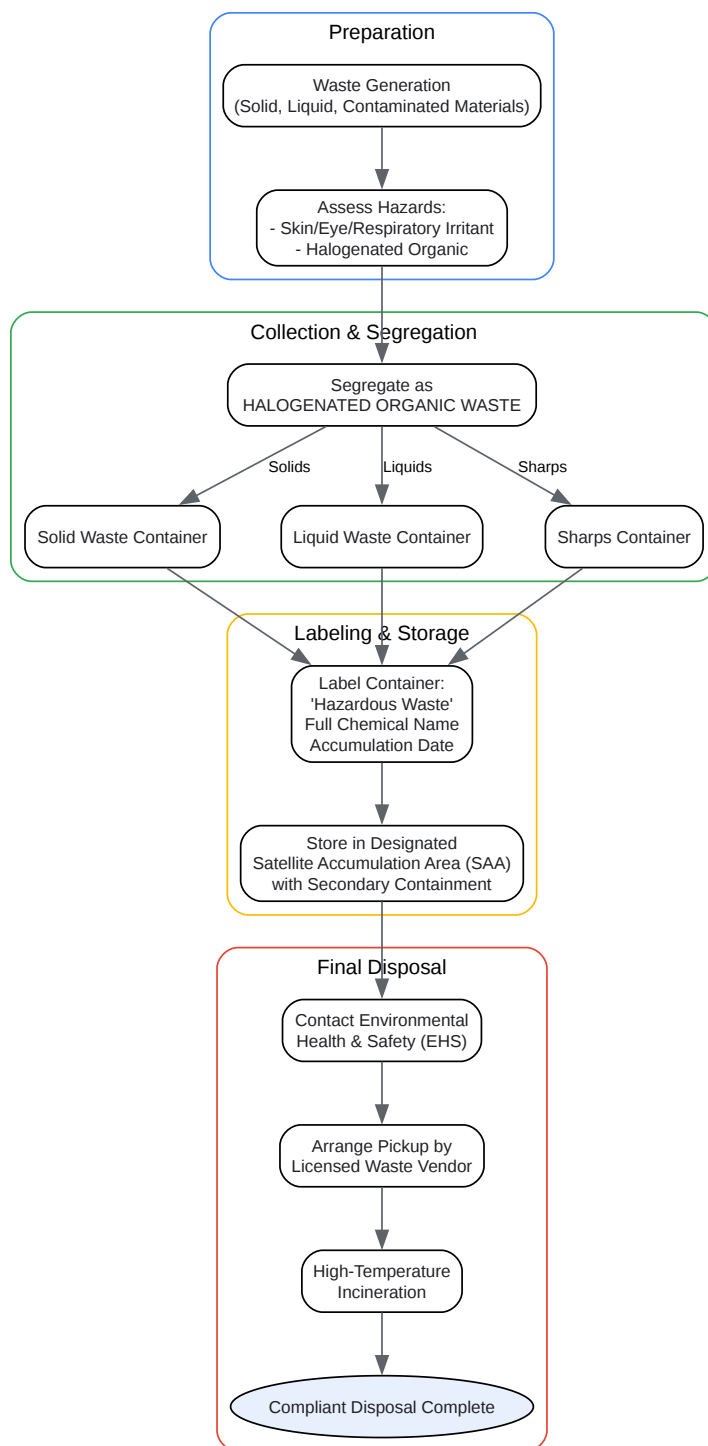 Preparation
Waste Generation
(Solid, Liquid, Contaminated Materials)
Assess Hazards:
- Skin/Eye/Respiratory Irritant
- Halogenated Organic
Collection & Segregation
Segregate as
HALOGENATED ORGANIC WASTE
Solids
Liquids
Sharps
Solid Waste Container
Liquid Waste Container
Sharps Container
Labeling & Storage
Label Container:
'Hazardous Waste'
Full Chemical Name
Accumulation Date
Store in Designated
Satellite Accumulation Area (SAA)
with Secondary Containment
Final Disposal
Contact Environmental
Health & Safety (EHS)
Arrange Pickup by
Licensed Waste Vendor
High-Temperature
Incineration
Compliant Disposal Complete